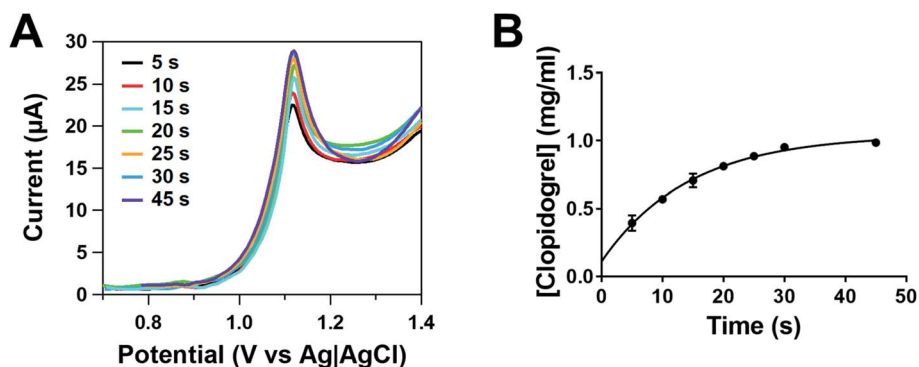 A
30
25
20
15
10
5
0
Current (µA)
5 s
10 s
15 s
20 s
25 s
30 s
45 s
0.8
1.0
1.2
1.4
Potential (V vs Ag|AgCl)
B
1.5
1.0
0.5
0.0
[Clopidogrel] (mg/ml)
0
10
20
30
40
50
Time (s)